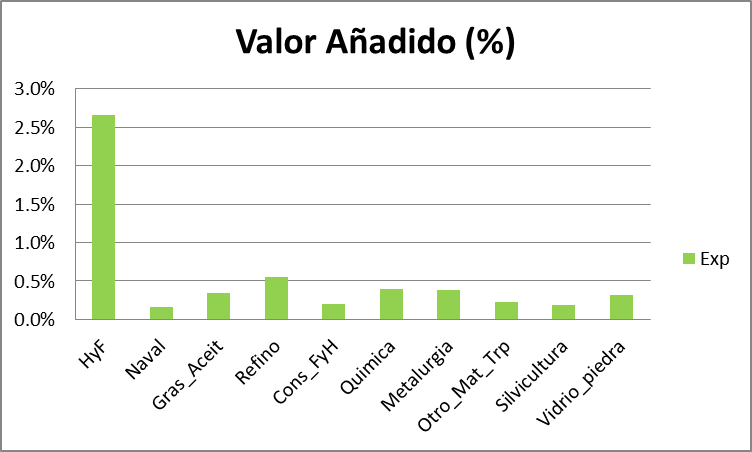 Valor Añadido (%)
3.0%
2.5%
2.0%
1.5%
1.0%
0.5%
0.0%
HyF
Naval
Gras_Aceit
Refino
Cons_FyH
Quimica
Metalurgia
Otro_Mat_Trp
Silvicultura
Vidrio_piedra
Exp